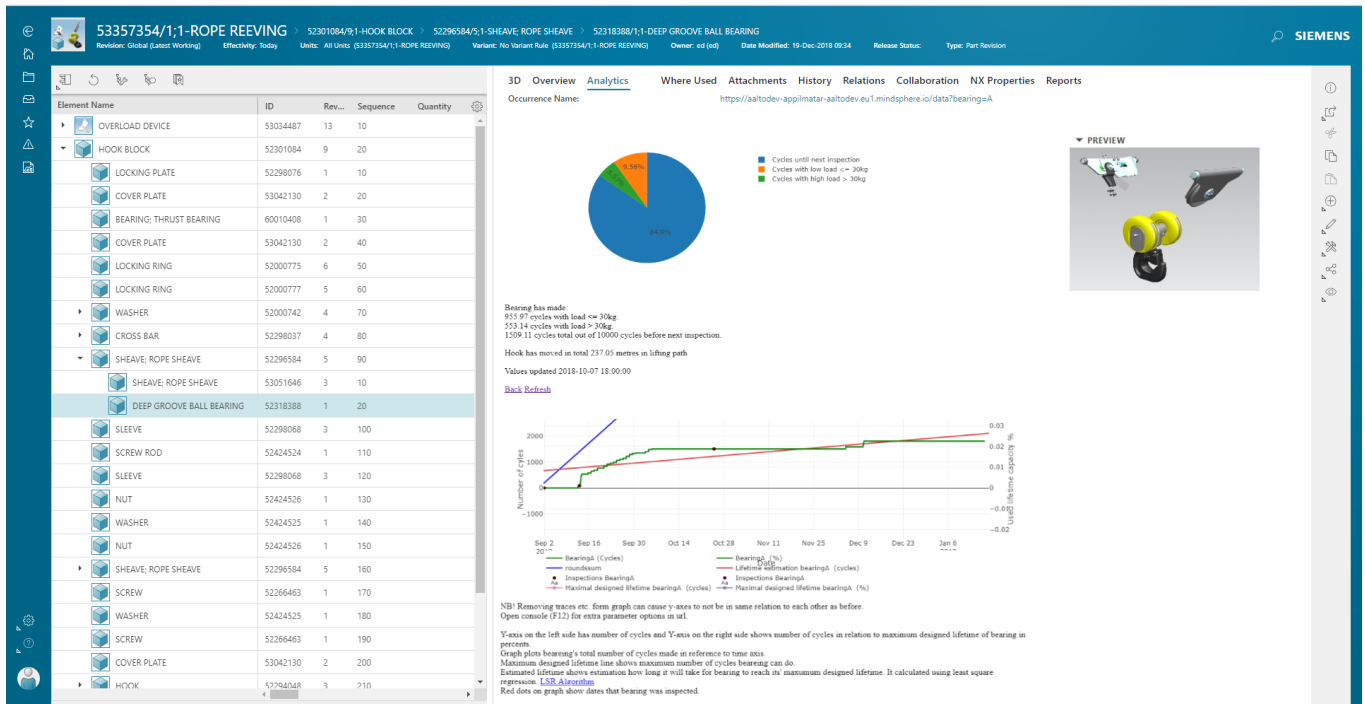 53357354/1;1-ROPE REEVING > 52301084/9;1-HOOK BLOCK > 52296584/5;1-SHEAVE; ROPE SHEAVE > 52318388/1;1-DEEP GROOVE BALL BEARING
Revision: Global (Latest Working) Effectivity: Today Units: All Units (53357354/1;1-ROPE REEVING) Variant: No Variant Rule (53357354/1;1-ROPE REEVING) Owner: ed (ed) Date Modified: 19-Dec-2018 09:34 Release Status: Type: Part Revision
SIEMENS
Element Name ID Rev... Sequence Quantity
OVERLOAD DEVICE 53034487 13 10
HOOK BLOCK 52301084 9 20
LOCKING PLATE 52298076 1 10
COVER PLATE 53042130 2 20
BEARING; THRUST BEARING 60010408 1 30
COVER PLATE 53042130 2 40
LOCKING RING 52000775 6 50
LOCKING RING 52000777 5 60
WASHER 52000742 4 70
CROSS BAR 52298037 4 80
SHEAVE; ROPE SHEAVE 52296584 5 90
SHEAVE; ROPE SHEAVE 53051646 3 10
DEEP GROOVE BALL BEARING 52318388 1 20
SLEEVE 52298068 3 100
SCREW ROD 52424524 1 110
SLEEVE 52298068 3 120
NUT 52424526 1 130
WASHER 52424525 1 140
NUT 52424526 1 150
SHEAVE; ROPE SHEAVE 52296584 5 160
SCREW 52266463 1 170
WASHER 52424525 1 180
SCREW 52266463 1 190
COVER PLATE 53042130 2 200
HOOK 52294048 3 210
3D Overview Analytics Where Used Attachments History Relations Collaboration NX Properties Reports
Occurrence Name: https://aaltodev-appilmatar-aaltodev.eu1.mindsphere.io/data?bearing=A
PREVIEW
9.56%
84.9%
Cycles until next inspection
Cycles with low load <= 30kg
Cycles with high load > 30kg
Bearing has made:
955.97 cycles with load <= 30kg.
553.14 cycles with load > 30kg.
1509.11 cycles total out of 10000 cycles before next inspection.
Hook has moved in total 237.05 metres in lifting path
Values updated 2018-10-07 18:00:00
Back Refresh
Number of cyles
2000
1000
0
−1000
0.03
0.02
0.01
0
−0.01
−0.02
Used lifetime capacity %
Sep 2 Sep 16 Sep 30 Oct 14 Oct 28 Nov 11 Nov 25 Dec 9 Dec 23 Jan 6
Date
BearingA (Cycles) BearingA (%)
roundssum Lifetime estimation bearingA (cycles)
Inspections BearingA Inspections BearingA
Aa Aa
Maximal designed lifetime bearingA (cycles) Maximal designed lifetime bearingA (%)
NB! Removing traces etc. form graph can cause y-axes to not be in same relation to each other as before.
Open console (F12) for extra parameter options in url.
Y-axis on the left side has number of cycles and Y-axis on the right side shows number of cycles in relation to maximum designed lifetime of bearing in
percents.
Graph plots beareing's total number of cycles made in reference to time axis.
Maximum designed lifetime line shows maximum number of cycles beareing can do.
Estimated lifetime shows estimation how long it will take for bearing to reach its' maxumum designed lifetime. It calculated using least square
regression. LSR Algorithm
Red dots on graph show dates that bearing was inspected.